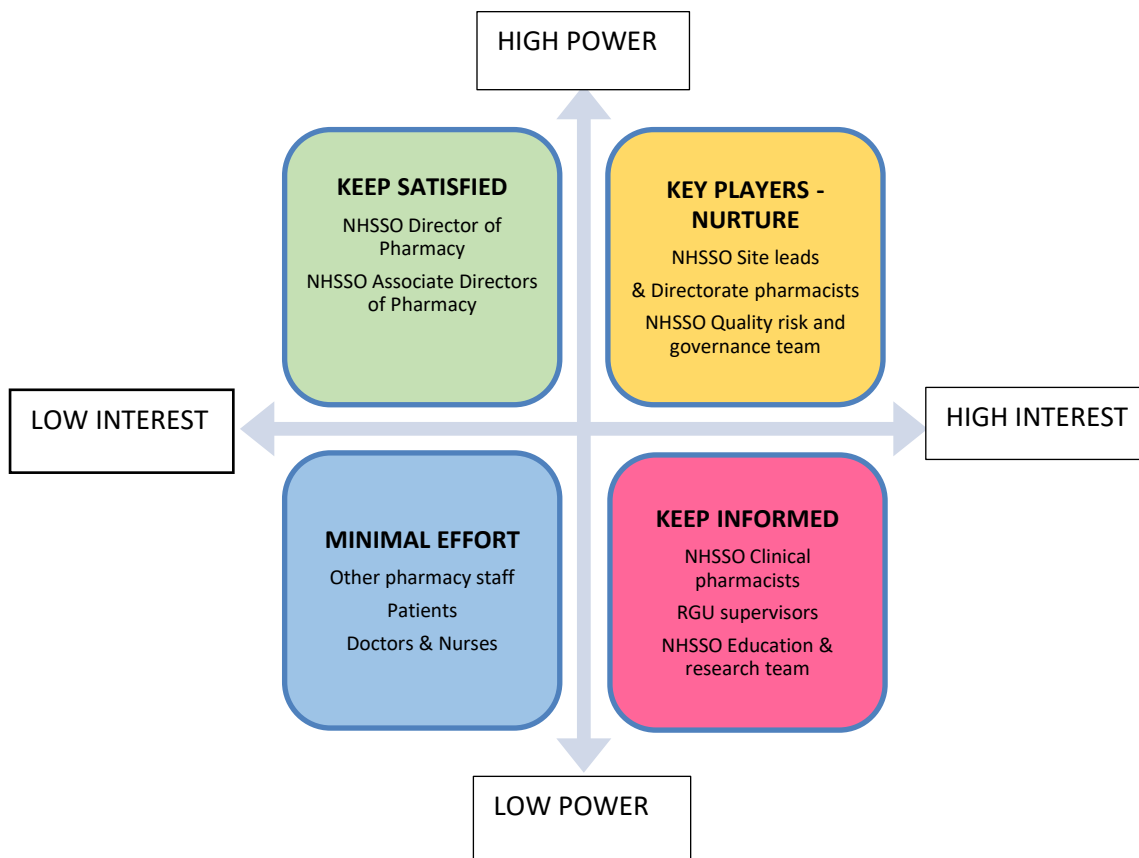 HIGH POWER
KEEP SATISFIED
NHSSO Director of
Pharmacy
NHSSO Associate Directors
of Pharmacy
KEY PLAYERS -
NURTURE
NHSSO Site leads
& Directorate pharmacists
NHSSO Quality risk and
governance team
LOW INTEREST
HIGH INTEREST
MINIMAL EFFORT
Other pharmacy staff
Patients
Doctors & Nurses
KEEP INFORMED
NHSSO Clinical
pharmacists
RGU supervisors
NHSSO Education &
research team
LOW POWER